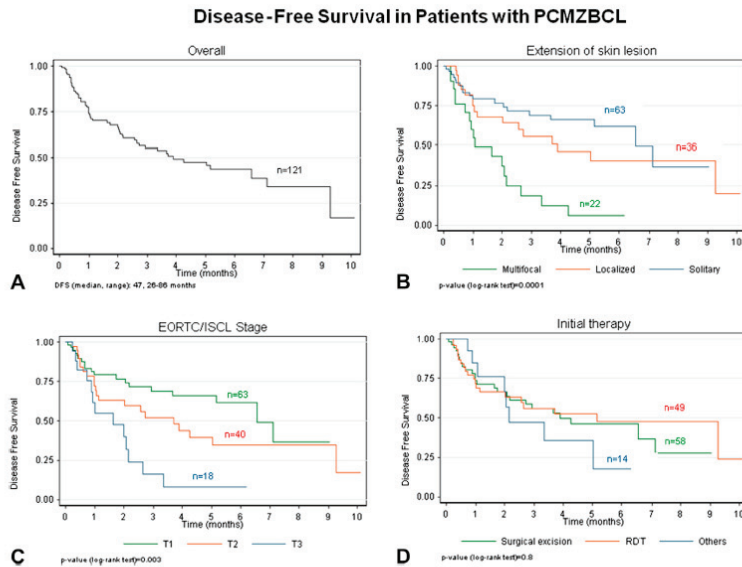 Disease-Free Survival in Patients with PCMZBCL
Overall
Disease Free Survival
1.00
0.75
0.50
0.25
0.00
n=121
0 1 2 3 4 5 6 7 8 9 10
Time (months)
A
DFS (median, range): 47, 26-86 months
Extension of skin lesion
Disease Free Survival
1.00
0.75
0.50
0.25
0.00
n=63
n=36
n=22
0 1 2 3 4 5 6 7 8 9 10
Time (months)
Multifocal Localized Solitary
B
p-value (log-rank test)=0.0001
EORTC/ISCL Stage
Disease Free Survival
1.00
0.75
0.50
0.25
0.00
n=63
n=40
n=18
0 1 2 3 4 5 6 7 8 9 10
Time (months)
T1 T2 T3
C
p-value (log-rank test)=0.003
Initial therapy
Disease Free Survival
1.00
0.75
0.50
0.25
0.00
n=49
n=58
n=14
0 1 2 3 4 5 6 7 8 9 10
Time (months)
Surgical excision RDT Others
D
p-value (log-rank test)=0.8